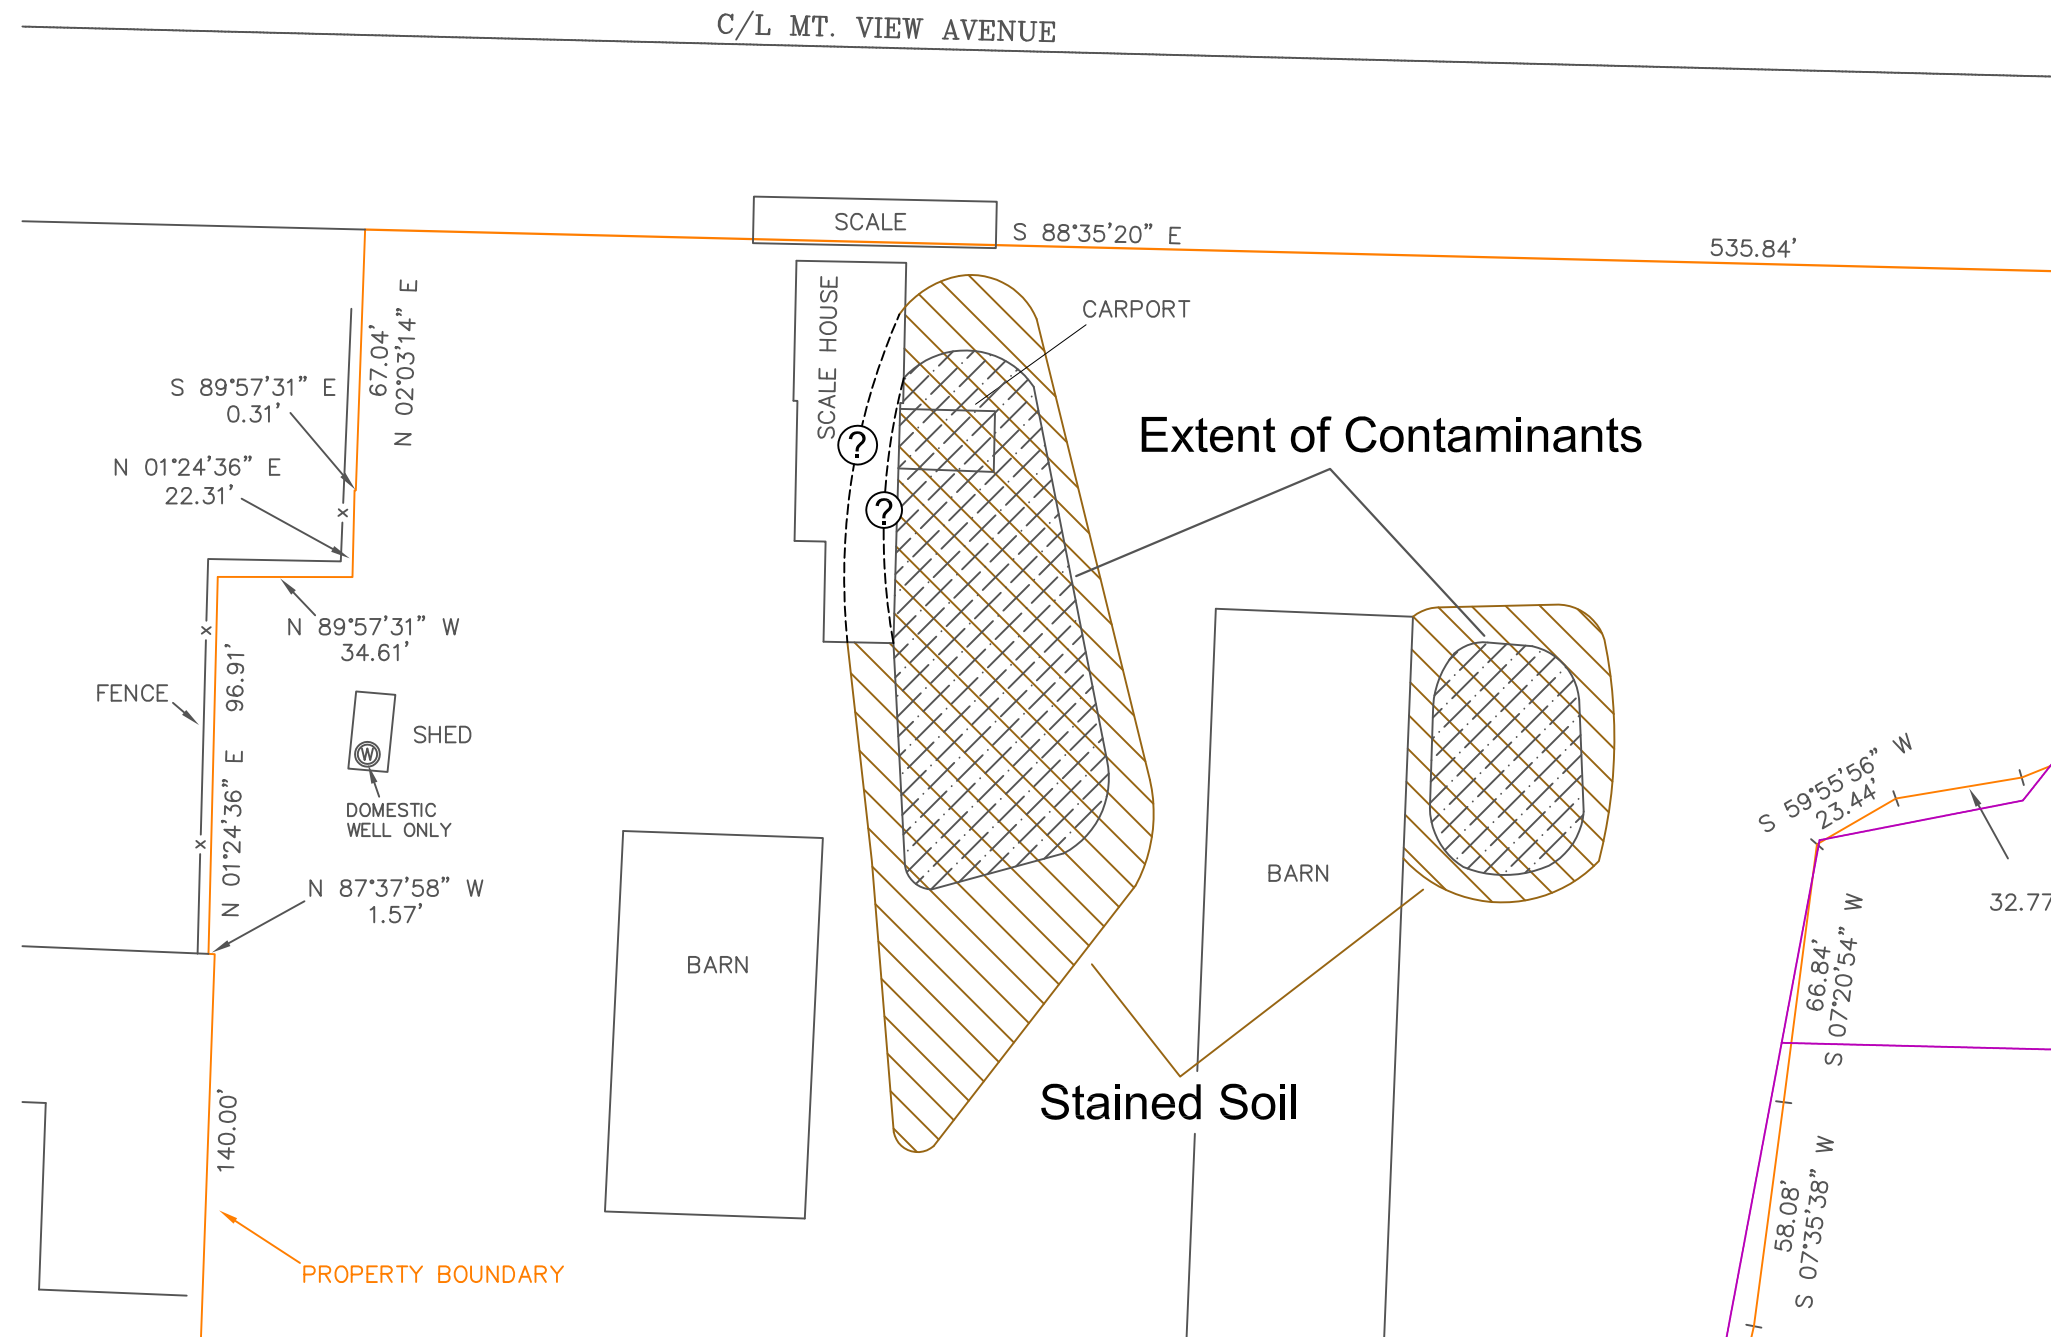 C/L MT. VIEW AVENUE
SCALE
S 88°35'20" E
535.84'
SCALE HOUSE
CARPORT
67.04'
N 02°03'14" E
S 89°57'31" E
0.31'
N 01°24'36" E
22.31'
Extent of Contaminants
?
?
x
x
x
N 89°57'31" W
34.61'
FENCE
N 01°24'36" E 96.91'
SHED
W
DOMESTIC
WELL ONLY
N 87°37'58" W
1.57'
BARN
BARN
S 59°55'56" W
23.44'
32.77
66.84'
S 07°20'54" W
Stained Soil
140.00'
58.08'
S 07°35'38" W
PROPERTY BOUNDARY